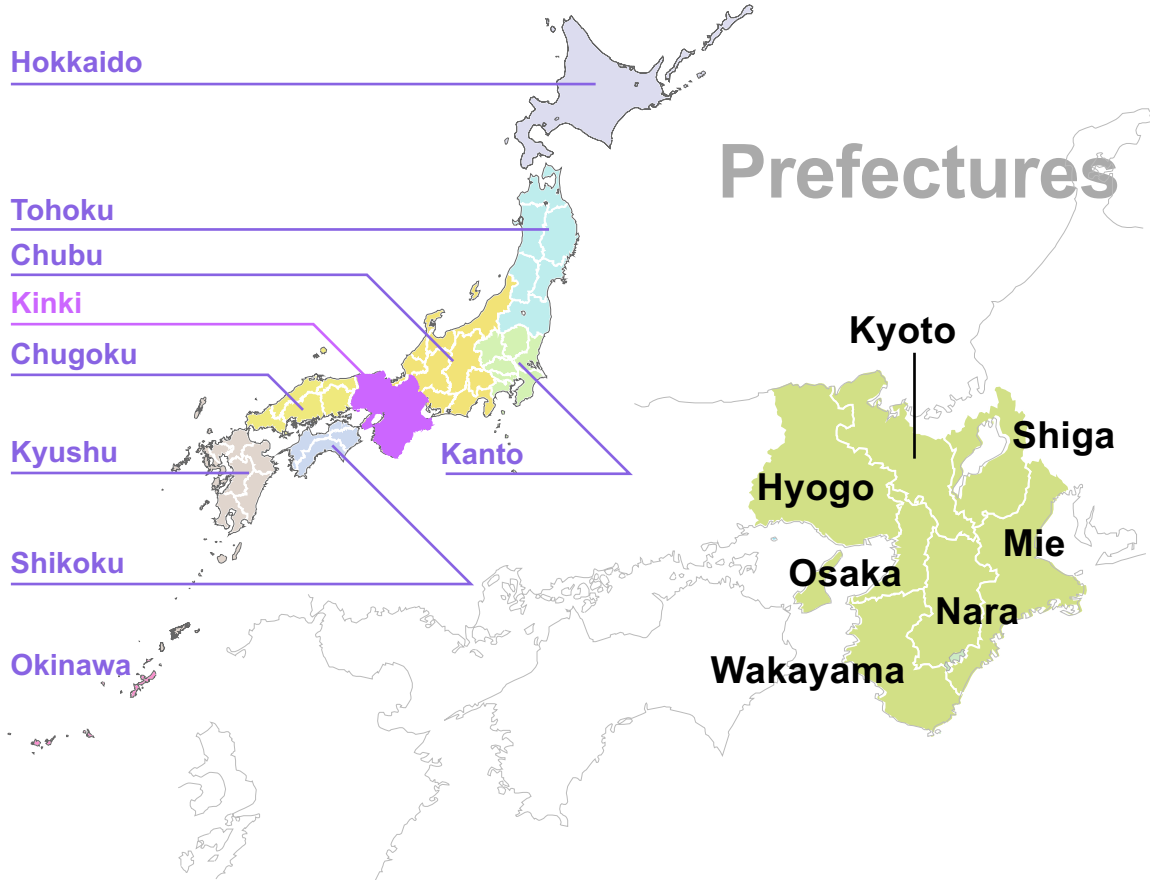 Hokkaido
Prefectures
Tohoku
Chubu
Kinki
Chugoku
Kyushu
Kanto
Shikoku
Okinawa
Kyoto
Shiga
Hyogo
Mie
Osaka
Nara
Wakayama